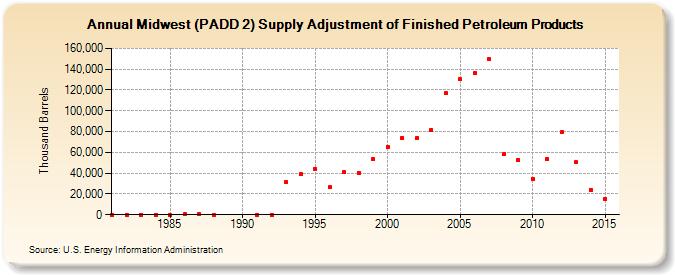 Annual Midwest (PADD 2) Supply Adjustment of Finished Petroleum Products
Thousand Barrels
160,000
140,000
120,000
100,000
80,000
60,000
40,000
20,000
0
1985 1990 1995 2000 2005 2010 2015
Source: U.S. Energy Information Administration